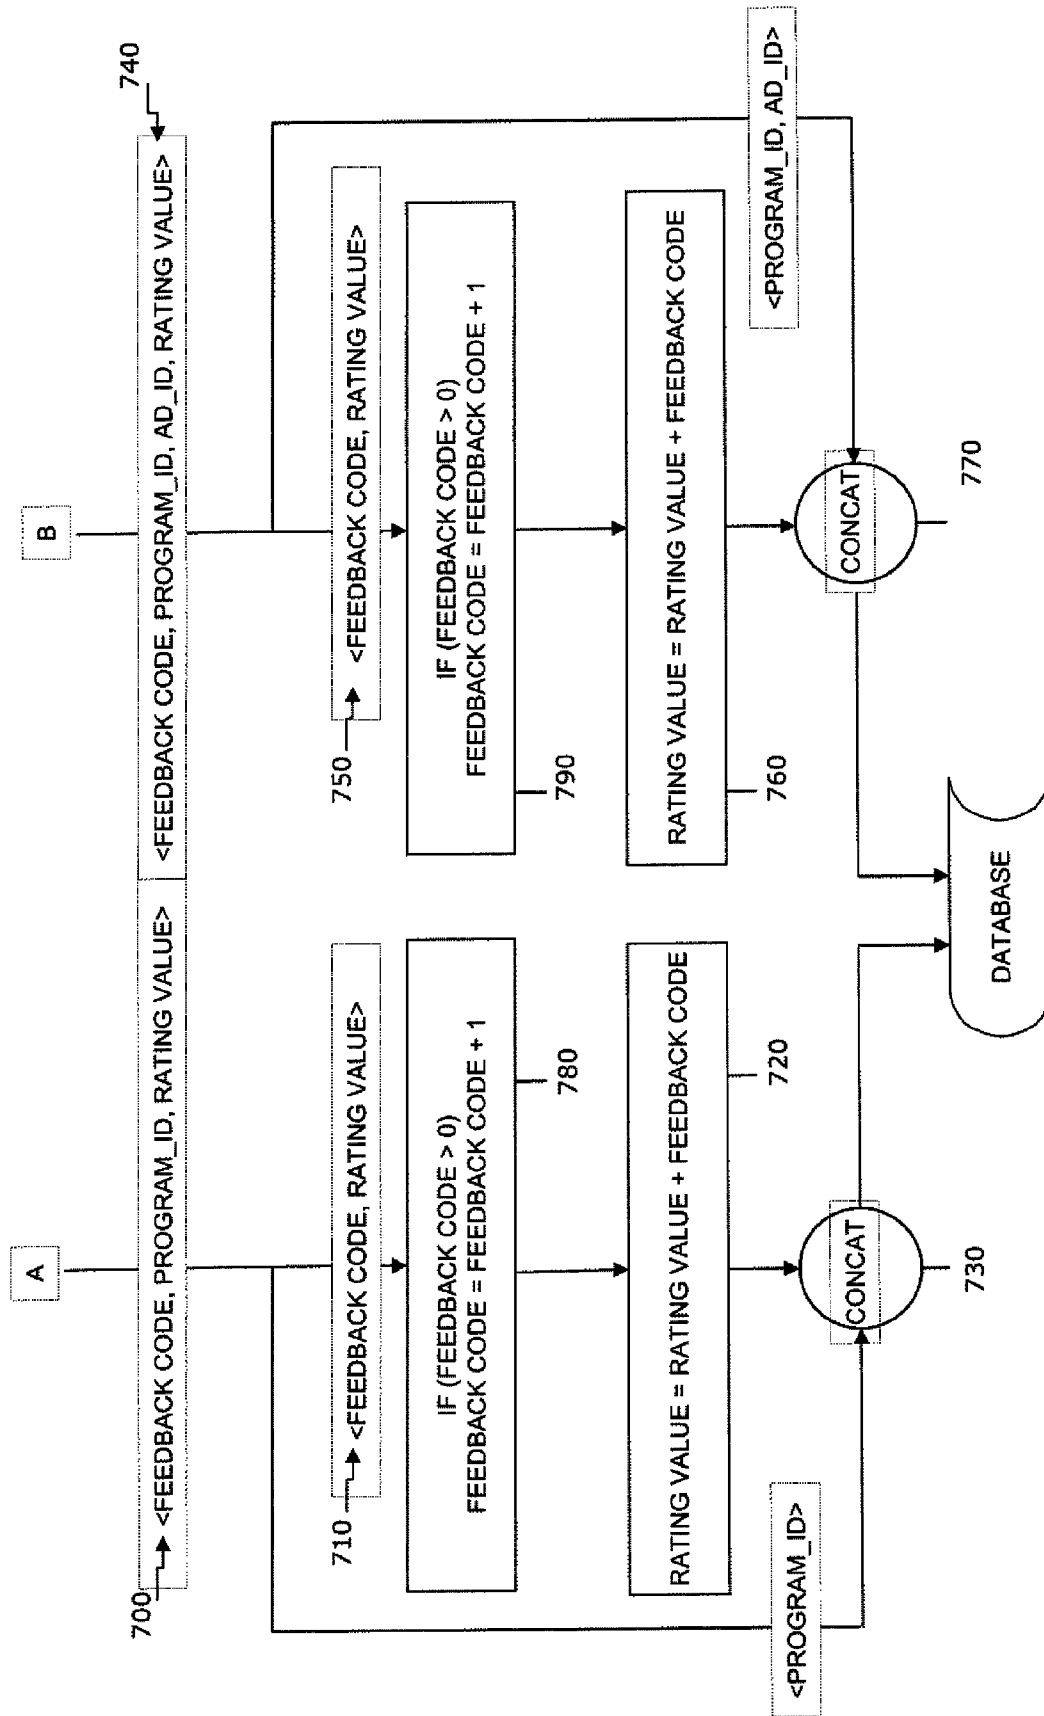 A
700
<FEEDBACK CODE, PROGRAM_ID, RATING VALUE>
710
<FEEDBACK CODE, RATING VALUE>
IF (FEEDBACK CODE > 0)
FEEDBACK CODE = FEEDBACK CODE + 1
780
RATING VALUE = RATING VALUE + FEEDBACK CODE
720
<PROGRAM_ID>
CONCAT
730
B
<FEEDBACK CODE, PROGRAM_ID, AD_ID, RATING VALUE>
740
750
<FEEDBACK CODE, RATING VALUE>
IF (FEEDBACK CODE > 0)
FEEDBACK CODE = FEEDBACK CODE + 1
790
RATING VALUE = RATING VALUE + FEEDBACK CODE
760
<PROGRAM_ID, AD_ID>
CONCAT
770
DATABASE